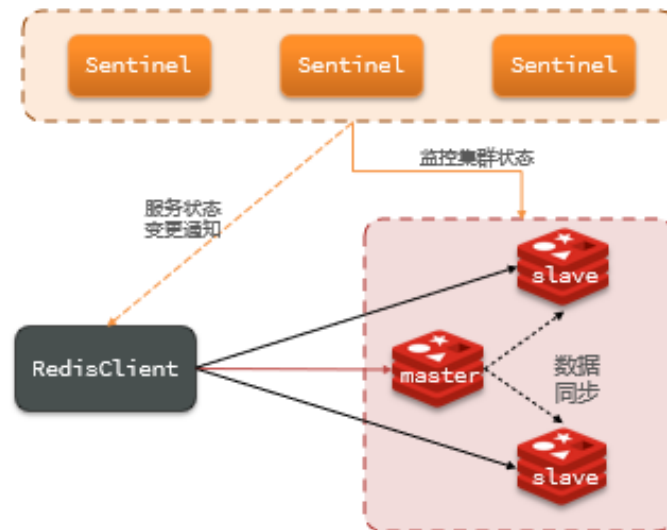 Sentinel
Sentinel
Sentinel
监控集群状态
服务状态
变更通知
slave
RedisClient
master
数据
同步
slave